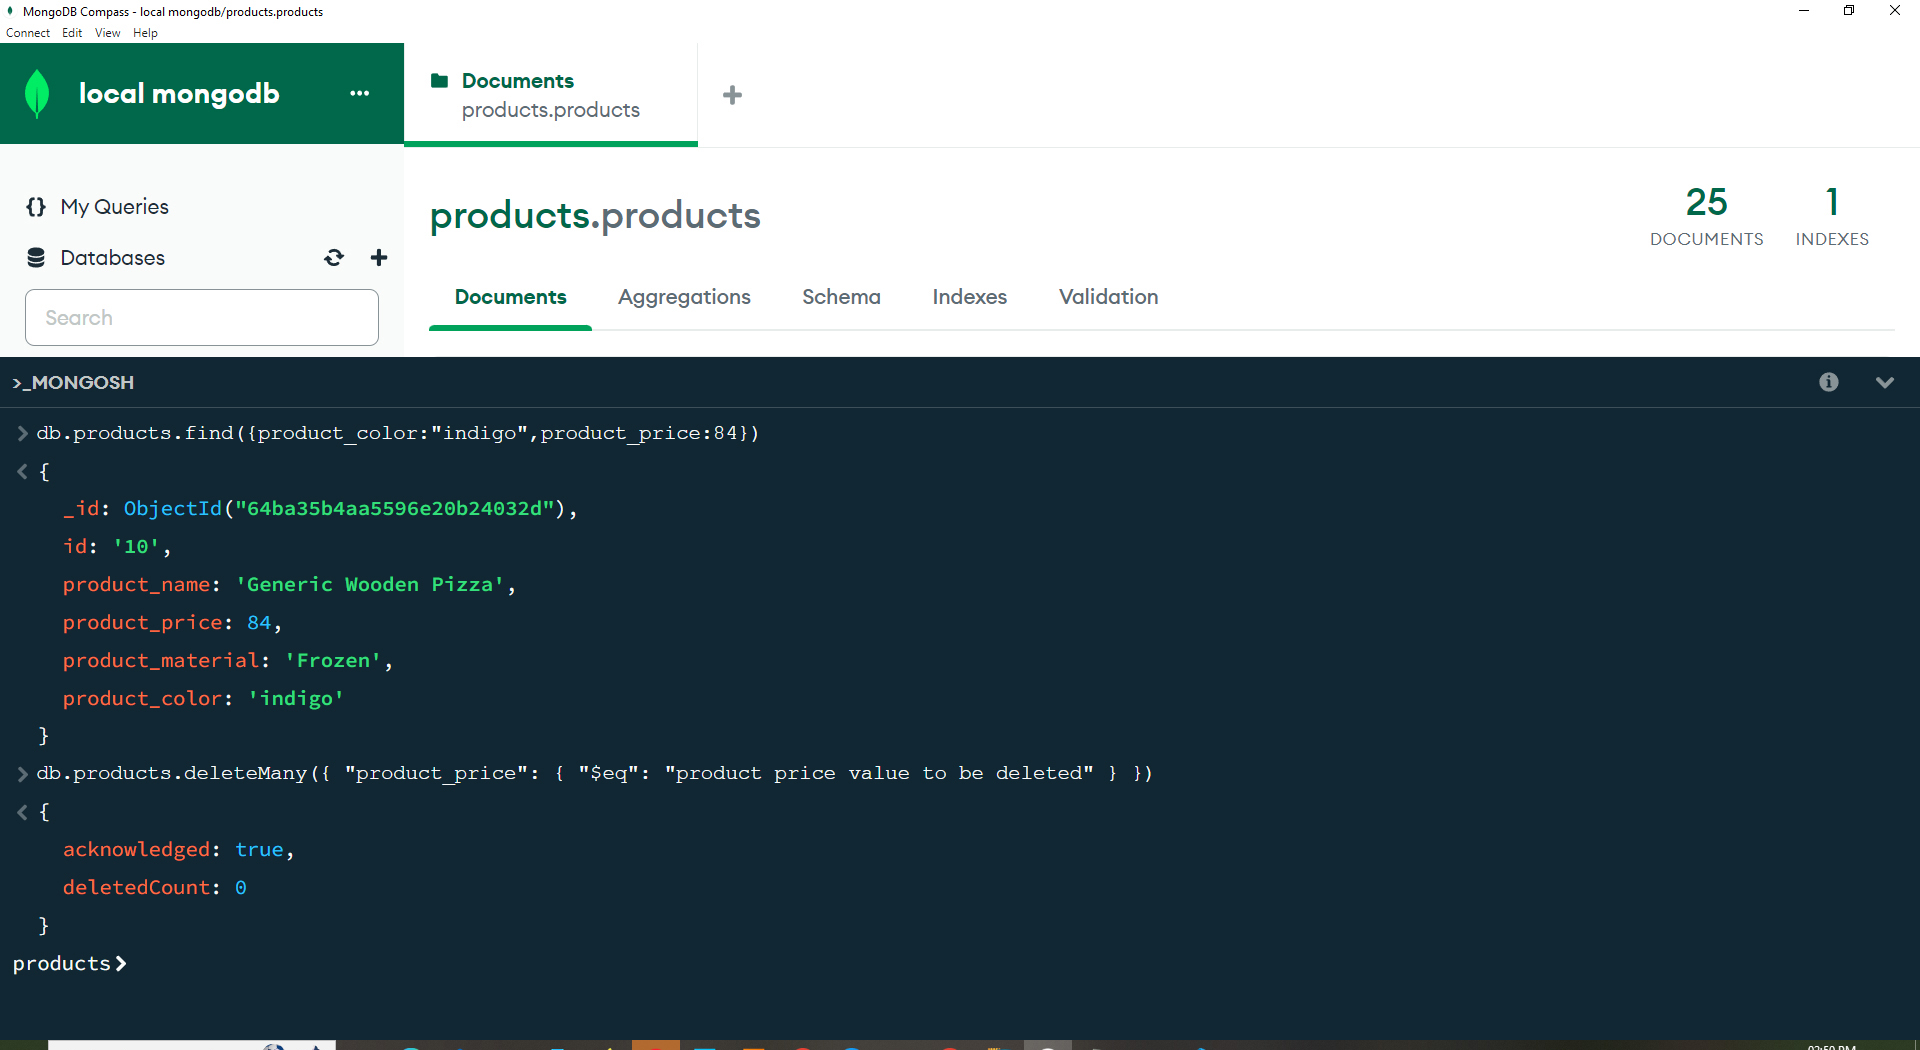 MongoDB Compass - local mongodb/products.products
Connect Edit View Help
local mongodb
Documents
products.products
My Queries
Databases
Search
products.products
25
DOCUMENTS
1
INDEXES
Documents Aggregations Schema Indexes Validation
>_MONGOSH
db.products.find({product_color:"indigo",product_price:84})
{
_id: ObjectId("64ba35b4aa5596e20b24032d"),
id: '10',
product_name: 'Generic Wooden Pizza',
product_price: 84,
product_material: 'Frozen',
product_color: 'indigo'
}
db.products.deleteMany({ "product_price": { "$eq": "product price value to be deleted" } })
{
acknowledged: true,
deletedCount: 0
}
products>